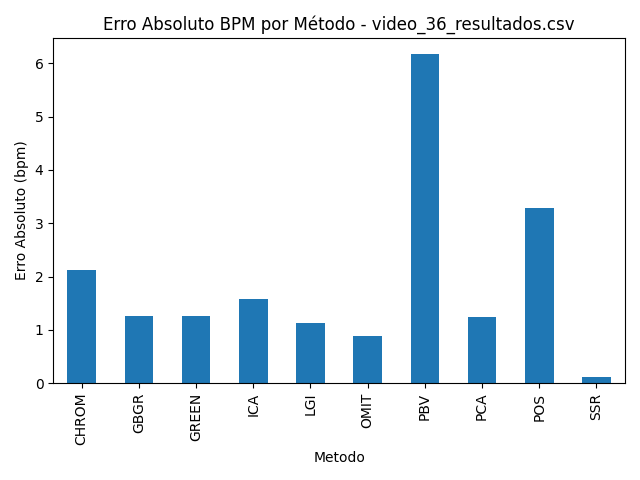 Erro Absoluto BPM por Método - video_36_resultados.csv
Erro Absoluto (bpm)
6
5
4
3
2
1
0
CHROM
GBGR
GREEN
ICA
LGI
OMIT
PBV
PCA
POS
SSR
Metodo